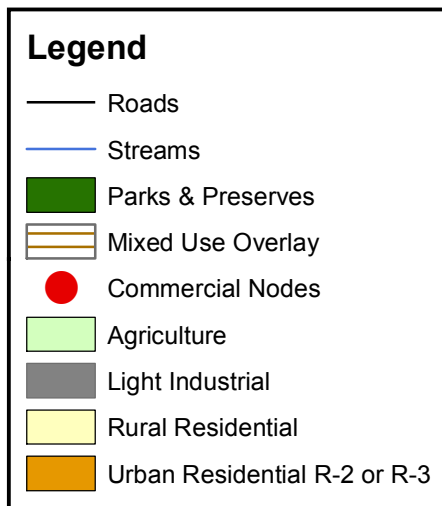 Legend
Roads
Streams
Parks & Preserves
Mixed Use Overlay
Commercial Nodes
Agriculture
Light Industrial
Rural Residential
Urban Residential R-2 or R-3